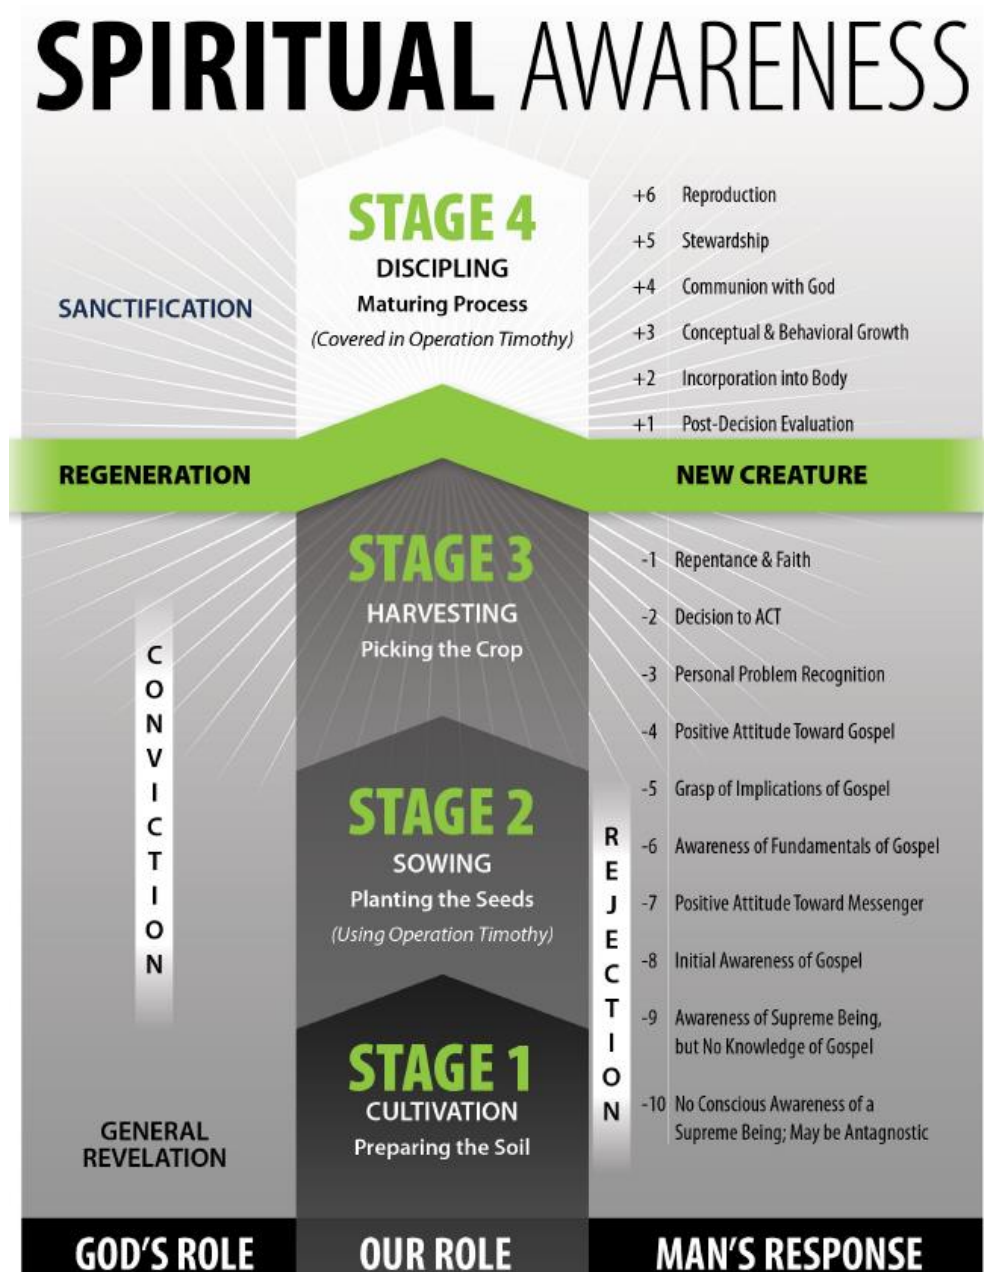 SPIRITUAL AWARENESS
STAGE 4
DISCIPLING
Maturing Process
(Covered in Operation Timothy)
SANCTIFICATION
+6 Reproduction
+5 Stewardship
+4 Communion with God
+3 Conceptual & Behavioral Growth
+2 Incorporation into Body
+1 Post-Decision Evaluation
REGENERATION
NEW CREATURE
STAGE 3
HARVESTING
Picking the Crop
CONVICTION
STAGE 2
SOWING
Planting the Seeds
(Using Operation Timothy)
STAGE 1
CULTIVATION
Preparing the Soil
GENERAL
REVELATION
REJECTION
-1 Repentance & Faith
-2 Decision to ACT
-3 Personal Problem Recognition
-4 Positive Attitude Toward Gospel
-5 Grasp of Implications of Gospel
-6 Awareness of Fundamentals of Gospel
-7 Positive Attitude Toward Messenger
-8 Initial Awareness of Gospel
-9 Awareness of Supreme Being,
but No Knowledge of Gospel
-10 No Conscious Awareness of a
Supreme Being; May be Antagnostic
GOD'S ROLE
OUR ROLE
MAN'S RESPONSE